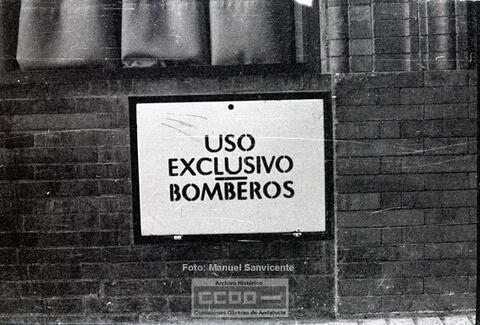 USO
EXCLUSIVO
BOMBEROS
Foto: Manuel Sanvicente
Archivo Histórico
CCOO
Comisiones Obreras de Andalucía